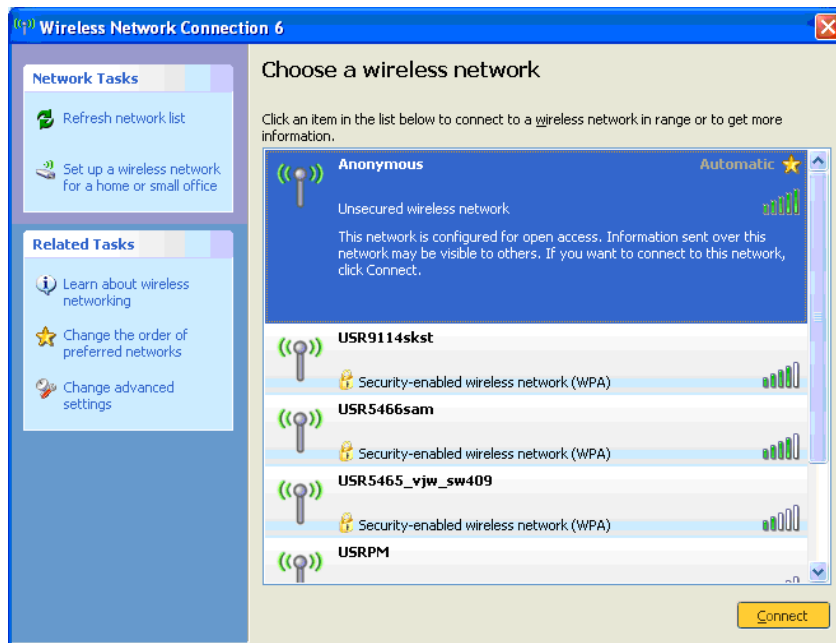 Wireless Network Connection 6
Network Tasks
Refresh network list
Set up a wireless network
for a home or small office
Related Tasks
Learn about wireless
networking
Change the order of
preferred networks
Change advanced
settings
Choose a wireless network
Click an item in the list below to connect to a wireless network in range or to get more
information.
Anonymous
Automatic
Unsecured wireless network
This network is configured for open access. Information sent over this
network may be visible to others. If you want to connect to this network,
click Connect.
USR9114skst
Security-enabled wireless network (WPA)
USR5466sam
Security-enabled wireless network (WPA)
USR5465_vjw_sw409
Security-enabled wireless network (WPA)
USRPM
Connect